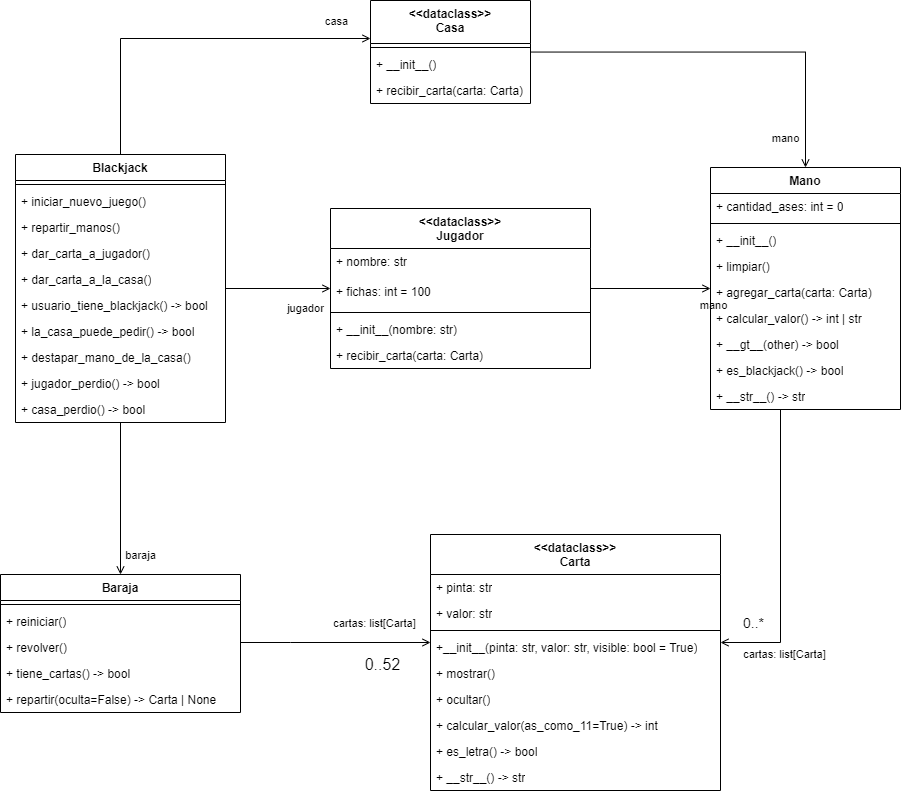 <<dataclass>>
Casa
+ __init__()
+ recibir_carta(carta: Carta)
casa
mano
Blackjack
+ iniciar_nuevo_juego()
+ repartir_manos()
+ dar_carta_a_jugador()
+ dar_carta_a_la_casa()
+ usuario_tiene_blackjack() -> bool
+ la_casa_puede_pedir() -> bool
+ destapar_mano_de_la_casa()
+ jugador_perdio() -> bool
+ casa_perdio() -> bool
jugador
<<dataclass>>
Jugador
+ nombre: str
+ fichas: int = 100
+ __init__(nombre: str)
+ recibir_carta(carta: Carta)
mano
Mano
+ cantidad_ases: int = 0
+ __init__()
+ limpiar()
+ agregar_carta(carta: Carta)
+ calcular_valor() -> int | str
+ __gt__(other) -> bool
+ es_blackjack() -> bool
+ __str__() -> str
baraja
Baraja
+ reiniciar()
+ revolver()
+ tiene_cartas() -> bool
+ repartir(oculta=False) -> Carta | None
cartas: list[Carta]
0..52
<<dataclass>>
Carta
+ pinta: str
+ valor: str
+__init__(pinta: str, valor: str, visible: bool = True)
+ mostrar()
+ ocultar()
+ calcular_valor(as_como_11=True) -> int
+ es_letra() -> bool
+ __str__() -> str
0..*
cartas: list[Carta]